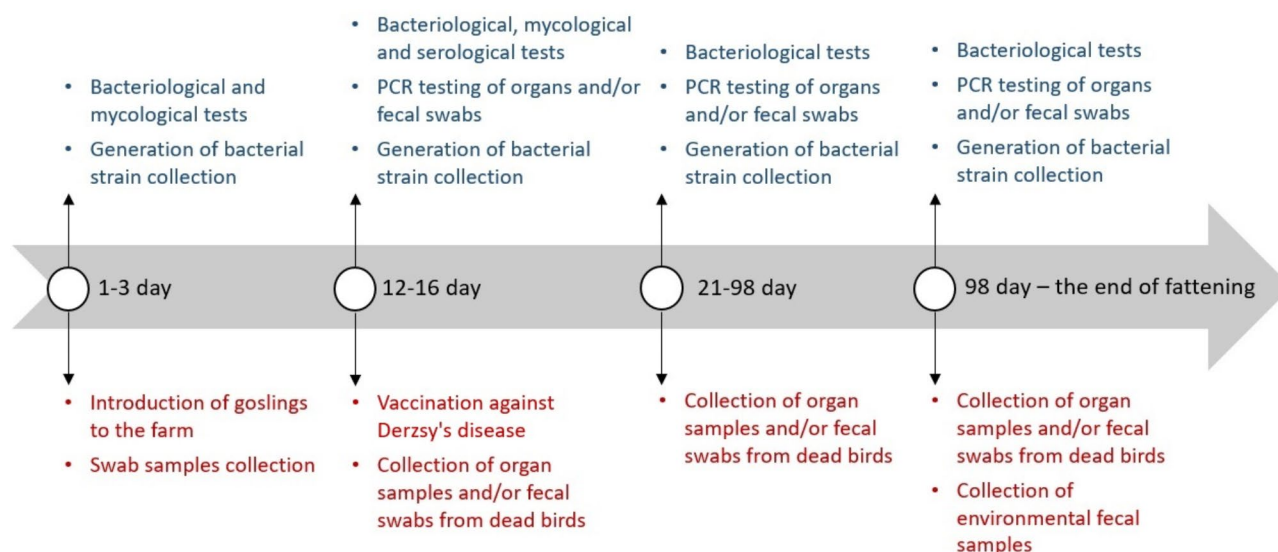 • Bacteriological and
mycological tests
• Generation of bacterial
strain collection
• Bacteriological, mycological
and serological tests
• PCR testing of organs and/or
fecal swabs
• Generation of bacterial
strain collection
• Bacteriological tests
• PCR testing of organs
and/or fecal swabs
• Generation of bacterial
strain collection
• Bacteriological tests
• PCR testing of organs
and/or fecal swabs
• Generation of bacterial
strain collection
1-3 day
12-16 day
21-98 day
98 day – the end of fattening
• Introduction of goslings
to the farm
• Swab samples collection
• Vaccination against
Derzsy's disease
• Collection of organ
samples and/or fecal
swabs from dead birds
• Collection of organ
samples and/or fecal
swabs from dead birds
• Collection of organ
samples and/or fecal
swabs from dead birds
• Collection of
environmental fecal
samples